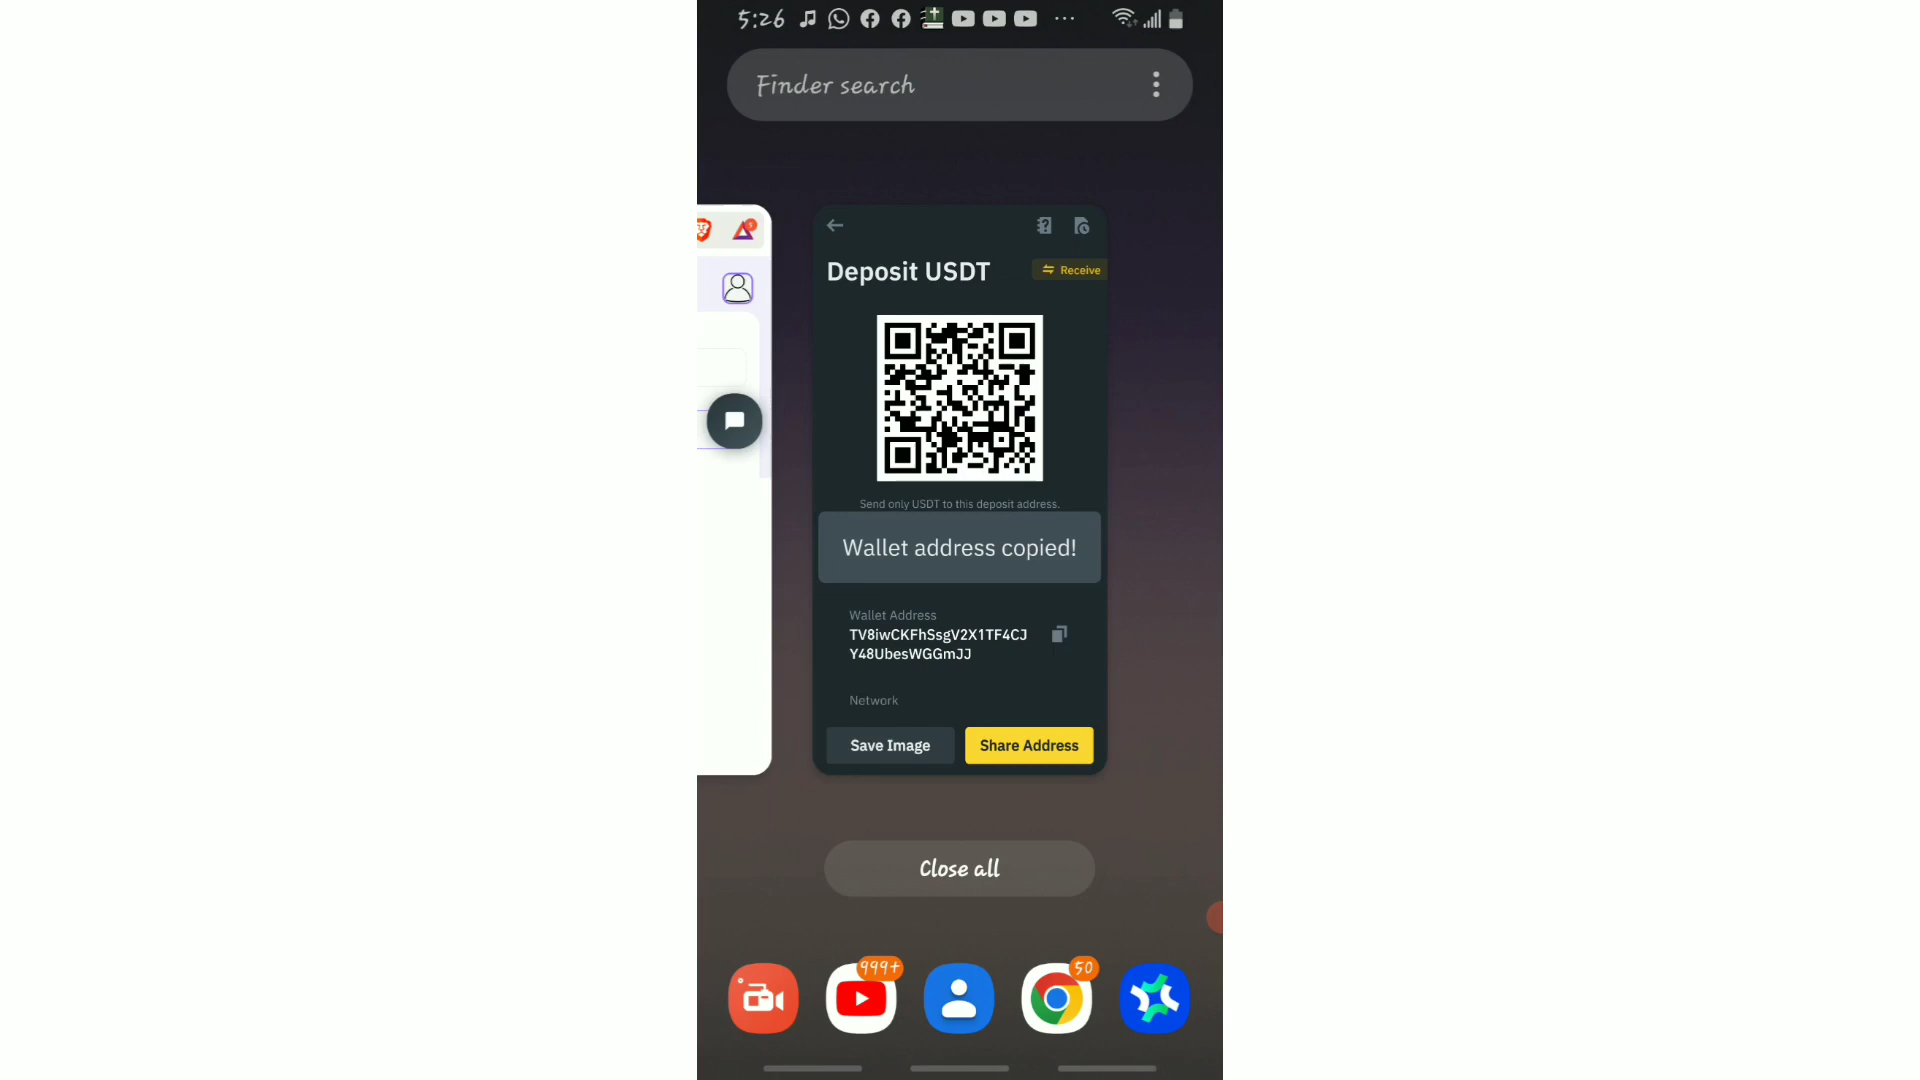 5:26
Finder search
5
Deposit USDT
Receive
Send only USDT to this deposit address.
Wallet address copied!
Wallet Address
TV8iwCKFhSsgV2X1TF4CJ
Y48UbesWGGmJJ
Network
Save Image
Share Address
Close all
999+
50